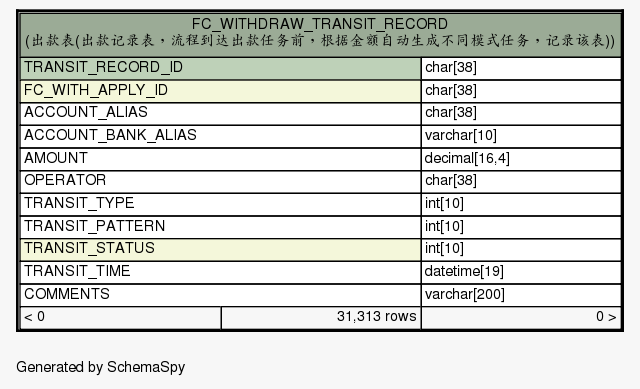 FC_WITHDRAW_TRANSIT_RECORD
(出款表(出款记录表，流程到达出款任务前，根据金额自动生成不同模式任务，记录该表))
TRANSIT_RECORD_ID char[38]
FC_WITH_APPLY_ID char[38]
ACCOUNT_ALIAS char[38]
ACCOUNT_BANK_ALIAS varchar[10]
AMOUNT decimal[16,4]
OPERATOR char[38]
TRANSIT_TYPE int[10]
TRANSIT_PATTERN int[10]
TRANSIT_STATUS int[10]
TRANSIT_TIME datetime[19]
COMMENTS varchar[200]
< 0 31,313 rows 0 >
Generated by SchemaSpy